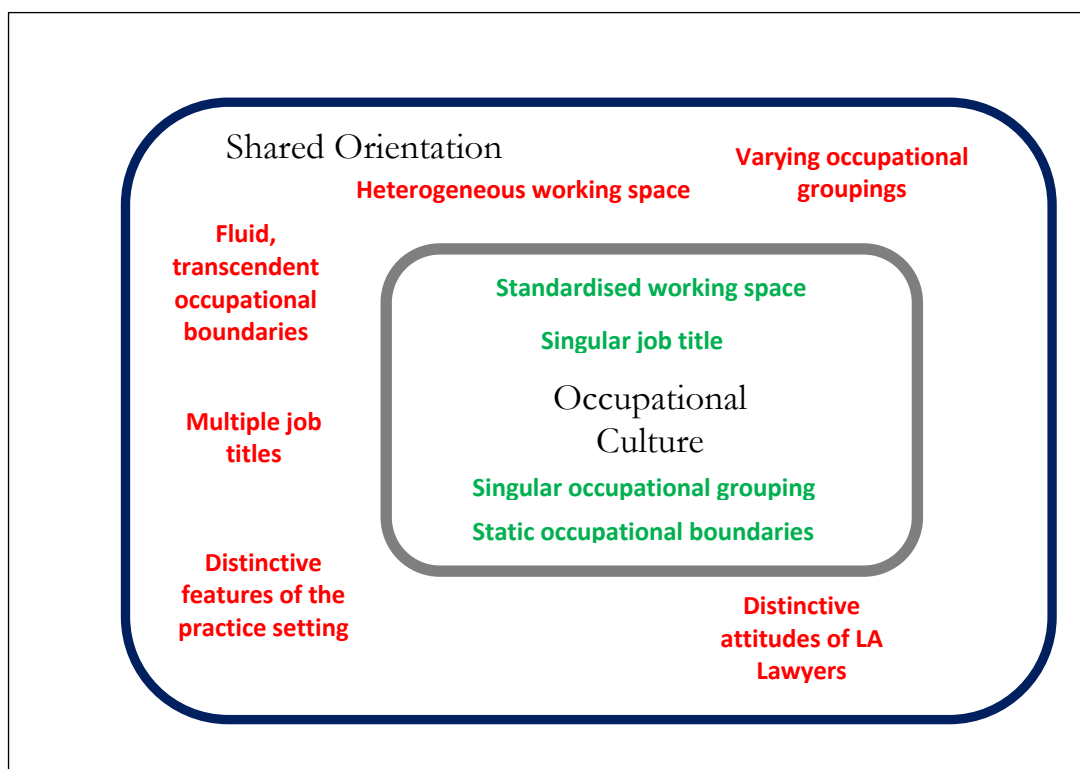 Shared Orientation
Varying occupational
groupings
Heterogeneous working space
Fluid,
transcendent
occupational
boundaries
Standardised working space
Singular job title
Occupational
Culture
Multiple job
titles
Singular occupational grouping
Static occupational boundaries
Distinctive
features of the
practice setting
Distinctive
attitudes of LA
Lawyers